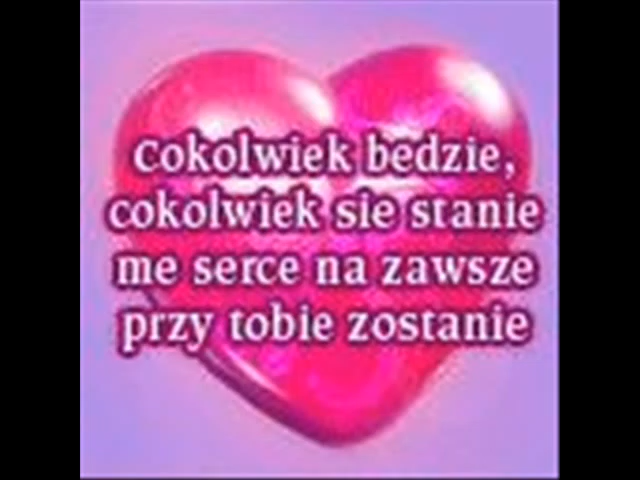 Cokolwiek bedzie,
cokolwiek sie stanie
me serce na zawsze
przy tobie zostanie